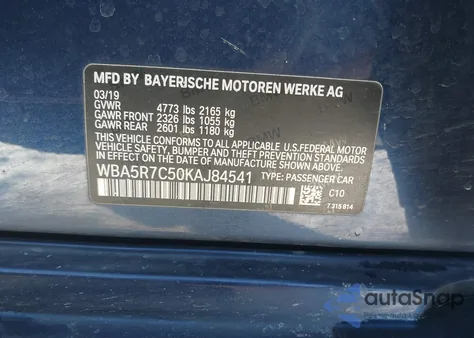 MFD BY BAYERISCHE MOTOREN WERKE AG
03/19
GVWR 4773 lbs 2165 kg
GAWR FRONT 2326 lbs 1055 kg
GAWR REAR 2601 lbs 1180 kg
THIS VEHICLE CONFORMS TO ALL APPLICABLE U.S.FEDERAL MOTOR
VEHICLE SAFETY, BUMPER, AND THEFT PREVENTION STANDARDS
IN EFFECT ON THE DATE OF MANUFACTURE SHOWN ABOVE.
WBA5R7C50KAJ84541 TYPE: PASSENGER CAR
C10
7 315 814
autoSnap